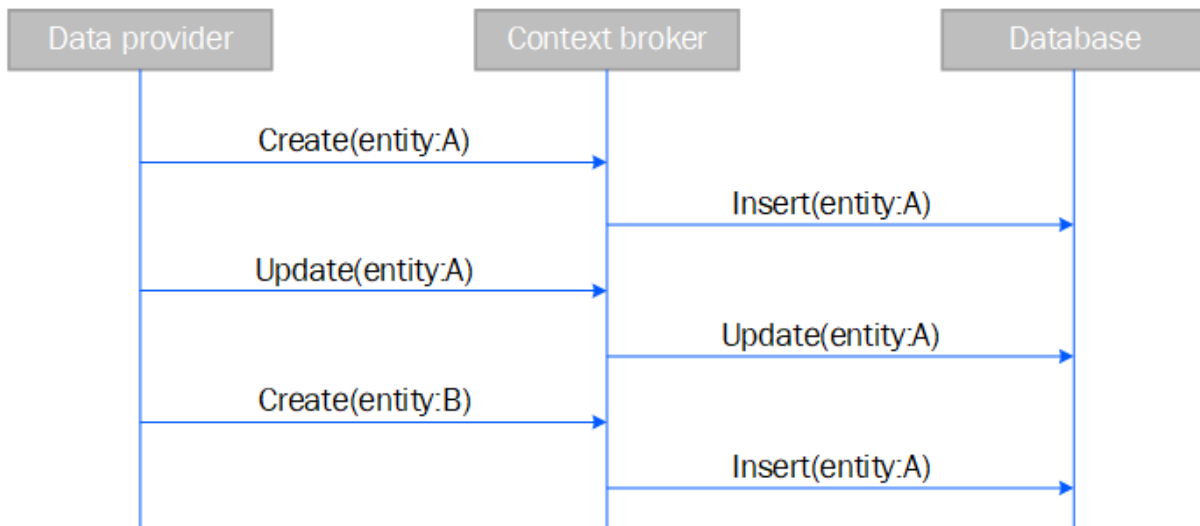 Data provider
Context broker
Database
Create(entity:A)
Insert(entity:A)
Update(entity:A)
Update(entity:A)
Create(entity:B)
Insert(entity:A)